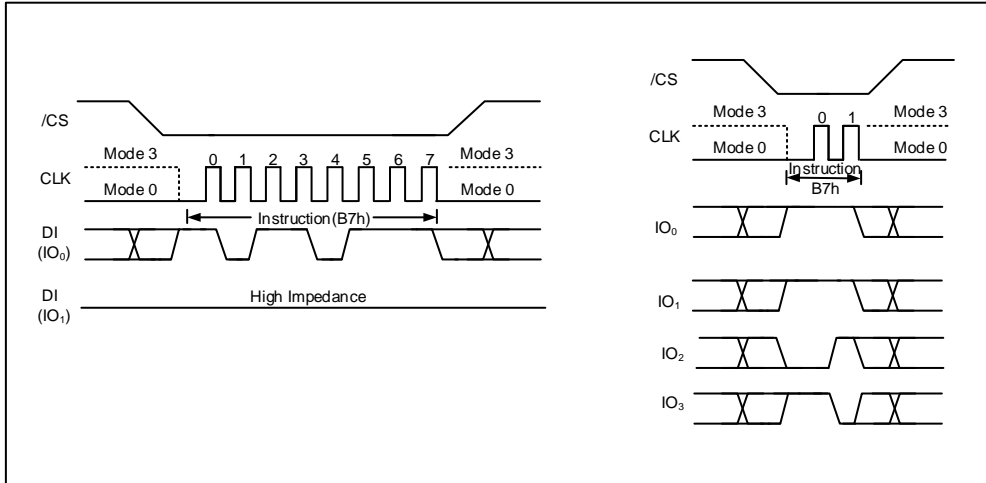 /CS
Mode 3
0 1 2 3 4 5 6 7
Mode 3
CLK
Mode 0
Mode 0
Instruction(B7h)
DI
(IO0)
DI
(IO1)
High Impedance
/CS
Mode 3
0 1
Mode 3
CLK
Mode 0
Mode 0
Instruction
B7h
IO0
IO1
IO2
IO3